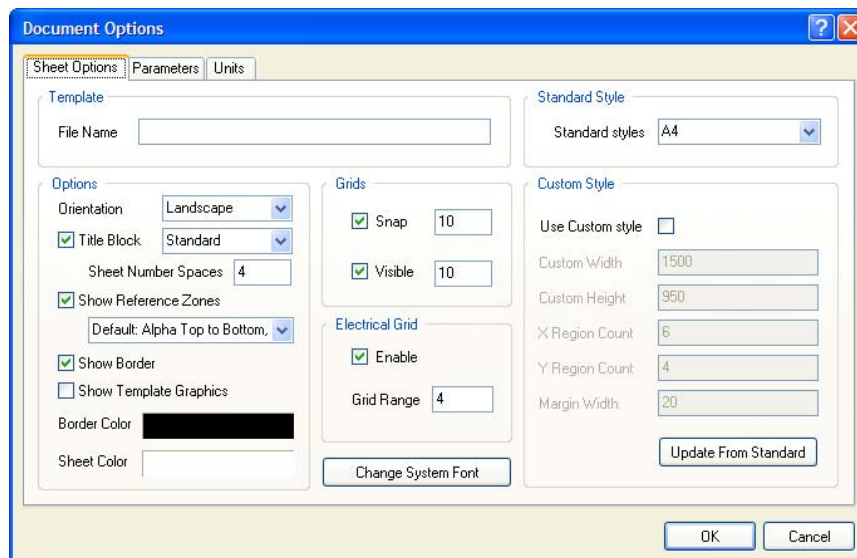 Document Options
Sheet Options Parameters Units
Template
File Name
Standard Style
Standard styles A4
Options
Orientation Landscape
Title Block Standard
Sheet Number Spaces 4
Show Reference Zones
Default: Alpha Top to Bottom,
Show Border
Show Template Graphics
Border Color
Sheet Color
Grids
Snap 10
Visible 10
Electrical Grid
Enable
Grid Range 4
Change System Font
Custom Style
Use Custom style
Custom Width 1500
Custom Height 950
X Region Count 6
Y Region Count 4
Margin Width 20
Update From Standard
OK Cancel